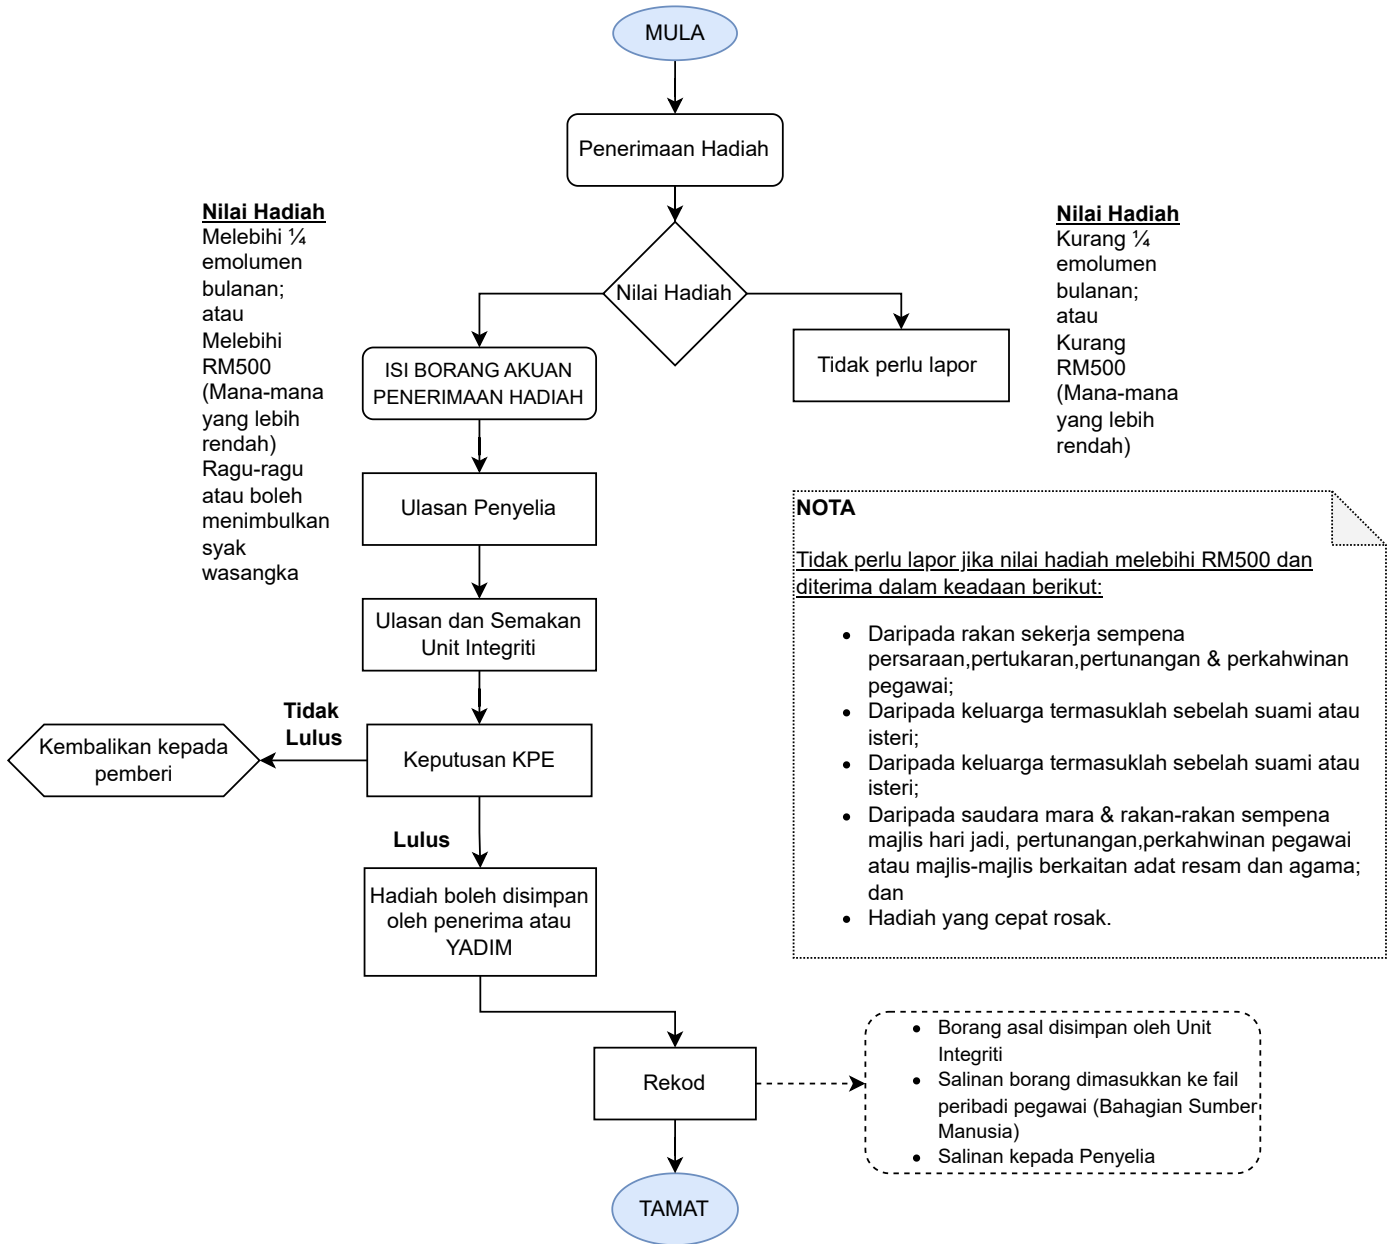 MULA
Penerimaan Hadiah
Nilai Hadiah
Nilai Hadiah
Melebihi ¼
emolumen
bulanan;
atau
Melebihi
RM500
(Mana-mana
yang lebih
rendah)
Ragu-ragu
atau boleh
menimbulkan
syak
wasangka
Nilai Hadiah
Kurang ¼
emolumen
bulanan;
atau
Kurang
RM500
(Mana-mana
yang lebih
rendah)
Tidak perlu lapor
ISI BORANG AKUAN
PENERIMAAN HADIAH
Ulasan Penyelia
Ulasan dan Semakan
Unit Integriti
Keputusan KPE
Tidak
Lulus
Kembalikan kepada
pemberi
Lulus
Hadiah boleh disimpan
oleh penerima atau
YADIM
NOTA
Tidak perlu lapor jika nilai hadiah melebihi RM500 dan
diterima dalam keadaan berikut:
• Daripada rakan sekerja sempena
persaraan,pertukaran,pertunangan & perkahwinan
pegawai;
• Daripada keluarga termasuklah sebelah suami atau
isteri;
• Daripada keluarga termasuklah sebelah suami atau
isteri;
• Daripada saudara mara & rakan-rakan sempena
majlis hari jadi, pertunangan,perkahwinan pegawai
atau majlis-majlis berkaitan adat resam dan agama;
dan
• Hadiah yang cepat rosak.
Rekod
• Borang asal disimpan oleh Unit
Integriti
• Salinan borang dimasukkan ke fail
peribadi pegawai (Bahagian Sumber
Manusia)
• Salinan kepada Penyelia
TAMAT